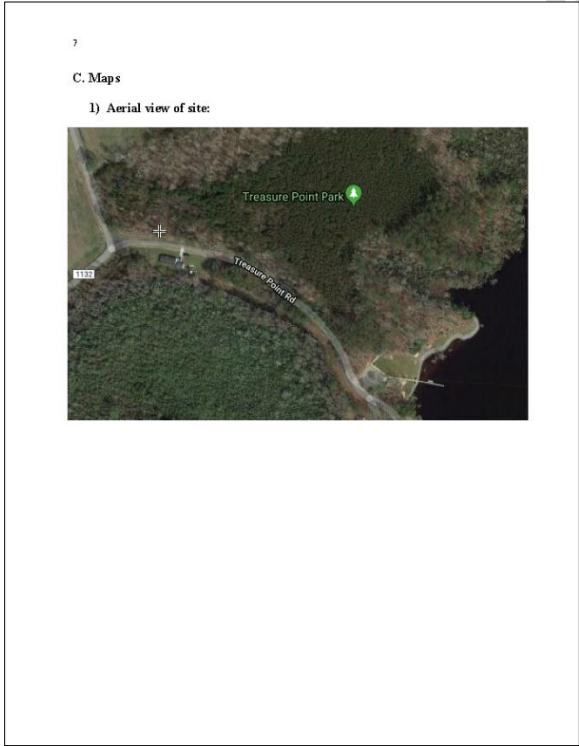 7
C. Maps
1) Aerial view of site:
Treasure Point Park
1132
Treasure Point Rd